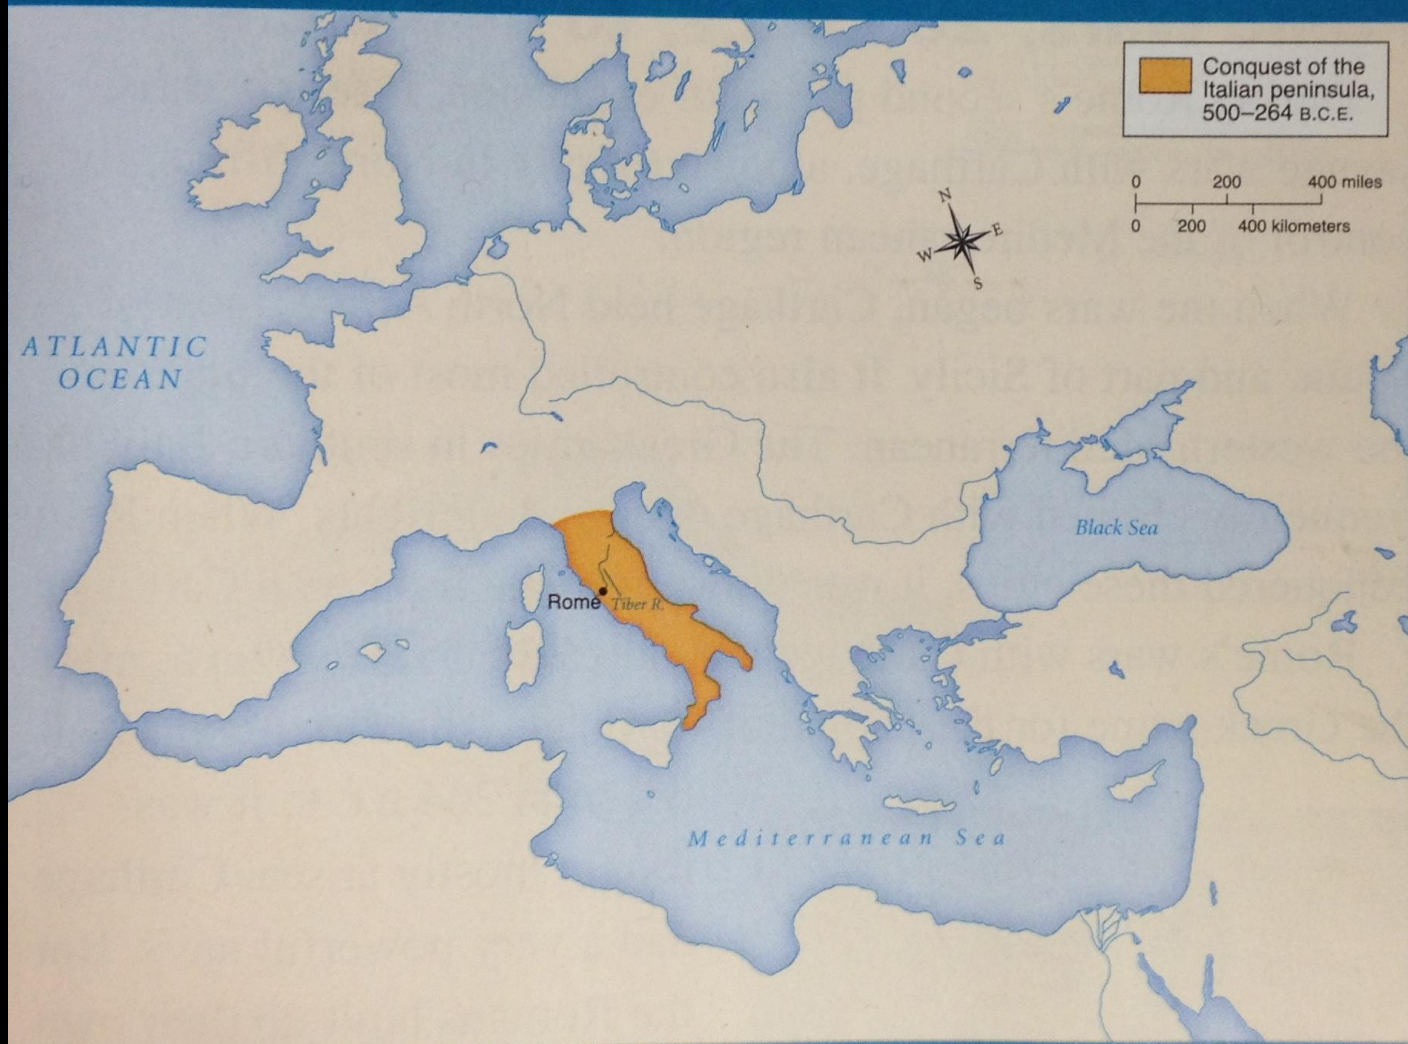 Conquest of the
Italian peninsula,
500–264 B.C.E.
0 200 400 miles
0 200 400 kilometers
N
E
W
S
ATLANTIC
OCEAN
Black Sea
Rome
Tiber R.
Mediterranean Sea